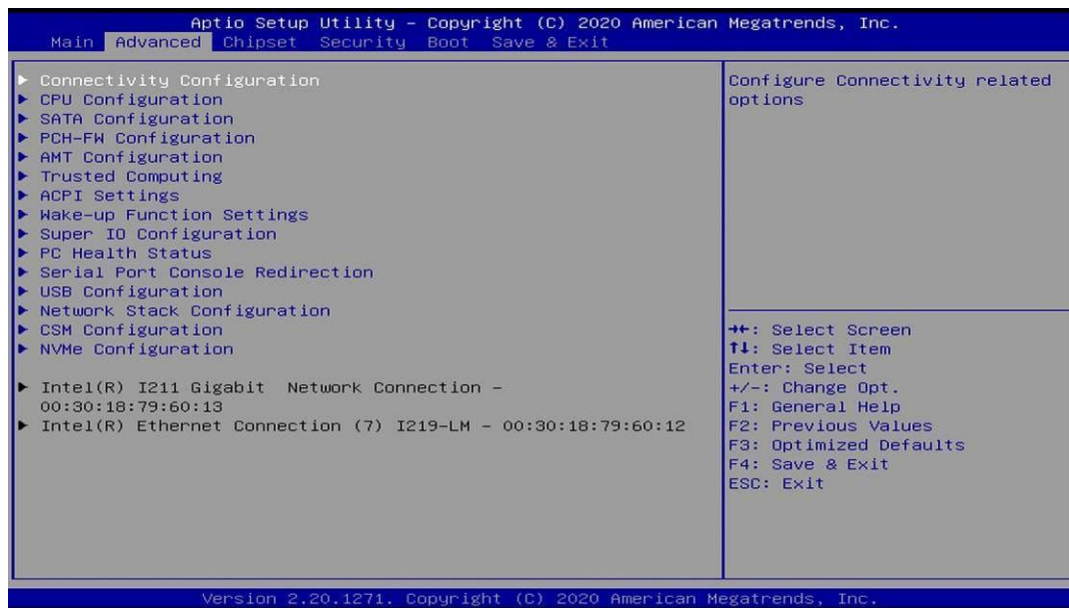 Aptio Setup Utility - Copyright (C) 2020 American Megatrends, Inc.
Main Advanced Chipset Security Boot Save & Exit
Connectivity Configuration
CPU Configuration
SATA Configuration
PCH-FW Configuration
AMT Configuration
Trusted Computing
ACPI Settings
Wake-up Function Settings
Super IO Configuration
PC Health Status
Serial Port Console Redirection
USB Configuration
Network Stack Configuration
CSM Configuration
NVMe Configuration
Intel(R) I211 Gigabit Network Connection -
00:30:18:79:60:13
Intel(R) Ethernet Connection (7) I219-LM - 00:30:18:79:60:12
Configure Connectivity related
options
→←: Select Screen
↑↓: Select Item
Enter: Select
+/-: Change Opt.
F1: General Help
F2: Previous Values
F3: Optimized Defaults
F4: Save & Exit
ESC: Exit
Version 2.20.1271. Copyright (C) 2020 American Megatrends, Inc.